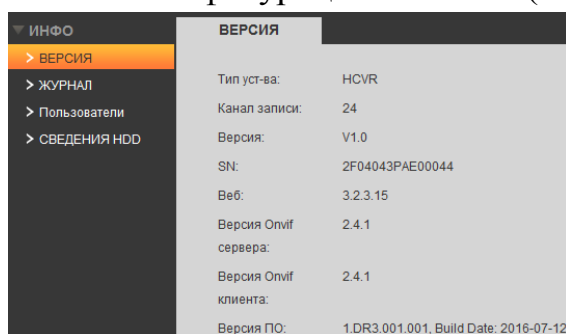 ИНФО
ВЕРСИЯ
> ВЕРСИЯ
> ЖУРНАЛ
> Пользователи
> СВЕДЕНИЯ HDD
Тип уст-ва: HCVR
Канал записи: 24
Версия: V1.0
SN: 2F04043PAE00044
Веб: 3.2.3.15
Версия Onvif 2.4.1
сервера:
Версия Onvif 2.4.1
клиента:
Версия ПО: 1.DR3.001.001, Build Date: 2016-07-12